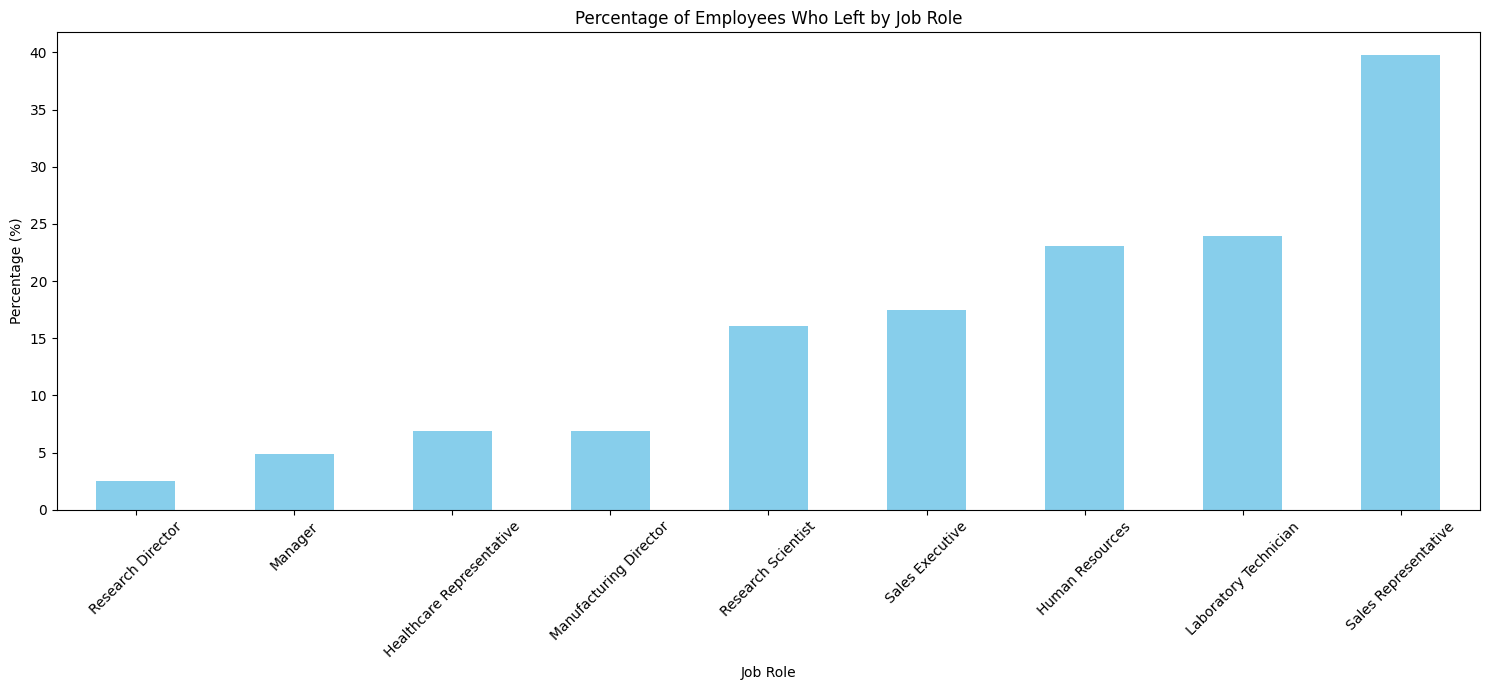 Percentage of Employees Who Left by Job Role
Percentage (%)
40
35
30
25
20
15
10
5
0
Research Director
Manager
Healthcare Representative
Manufacturing Director
Research Scientist
Sales Executive
Human Resources
Laboratory Technician
Sales Representative
Job Role